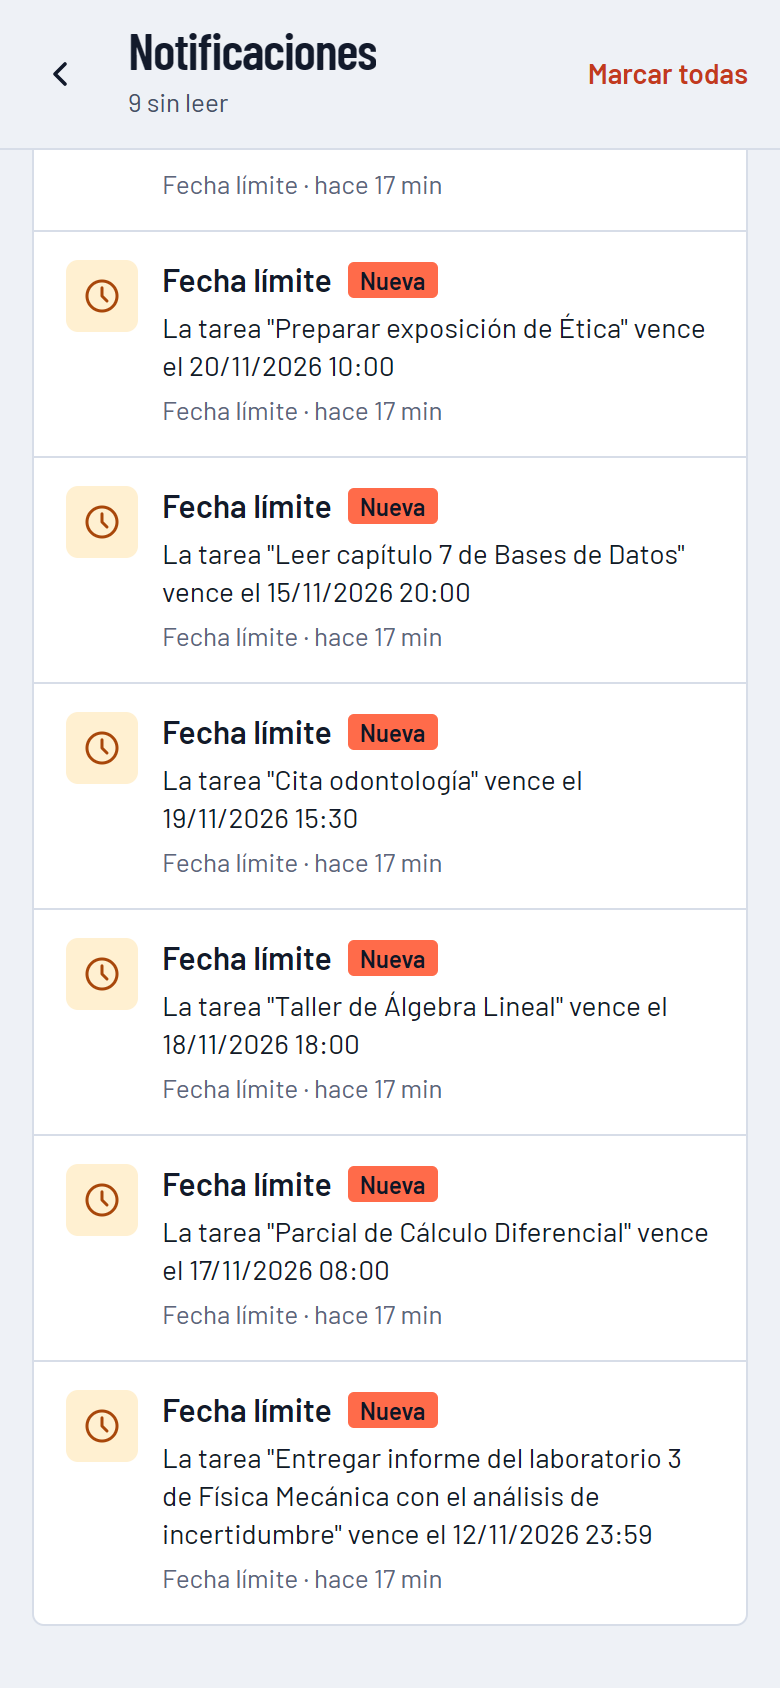 Notificaciones
9 sin leer
Marcar todas
Fecha límite · hace 17 min
Fecha límite Nueva
La tarea "Preparar exposición de Ética" vence
el 20/11/2026 10:00
Fecha límite · hace 17 min
Fecha límite Nueva
La tarea "Leer capítulo 7 de Bases de Datos"
vence el 15/11/2026 20:00
Fecha límite · hace 17 min
Fecha límite Nueva
La tarea "Cita odontología" vence el
19/11/2026 15:30
Fecha límite · hace 17 min
Fecha límite Nueva
La tarea "Taller de Álgebra Lineal" vence el
18/11/2026 18:00
Fecha límite · hace 17 min
Fecha límite Nueva
La tarea "Parcial de Cálculo Diferencial" vence
el 17/11/2026 08:00
Fecha límite · hace 17 min
Fecha límite Nueva
La tarea "Entregar informe del laboratorio 3
de Física Mecánica con el análisis de
incertidumbre" vence el 12/11/2026 23:59
Fecha límite · hace 17 min